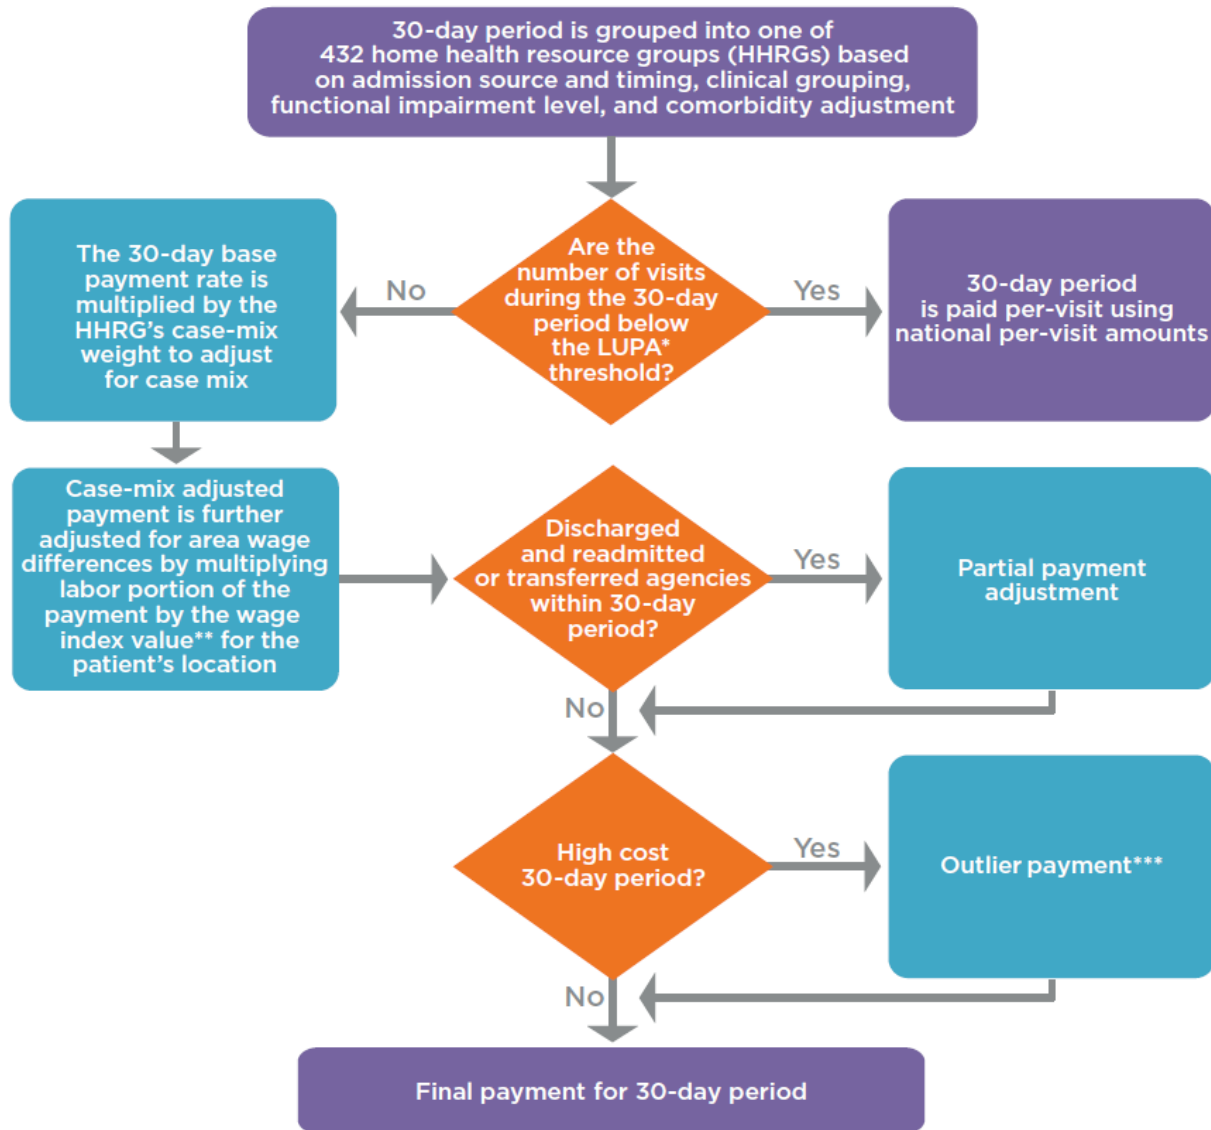 30-day period is grouped into one of
432 home health resource groups (HHRGs) based
on admission source and timing, clinical grouping,
functional impairment level, and comorbidity adjustment
The 30-day base
payment rate is
multiplied by the
HHRG's case-mix
weight to adjust
for case mix
No
Are the
number of visits
during the 30-day
period below
the LUPA*
threshold?
Yes
30-day period
is paid per-visit using
national per-visit amounts
Case-mix adjusted
payment is further
adjusted for area wage
differences by multiplying
labor portion of the
payment by the wage
index value** for the
patient's location
Discharged
and readmitted
or transferred agencies
within 30-day
period?
Yes
Partial payment
adjustment
No
High cost
30-day period?
Yes
Outlier payment***
No
Final payment for 30-day period